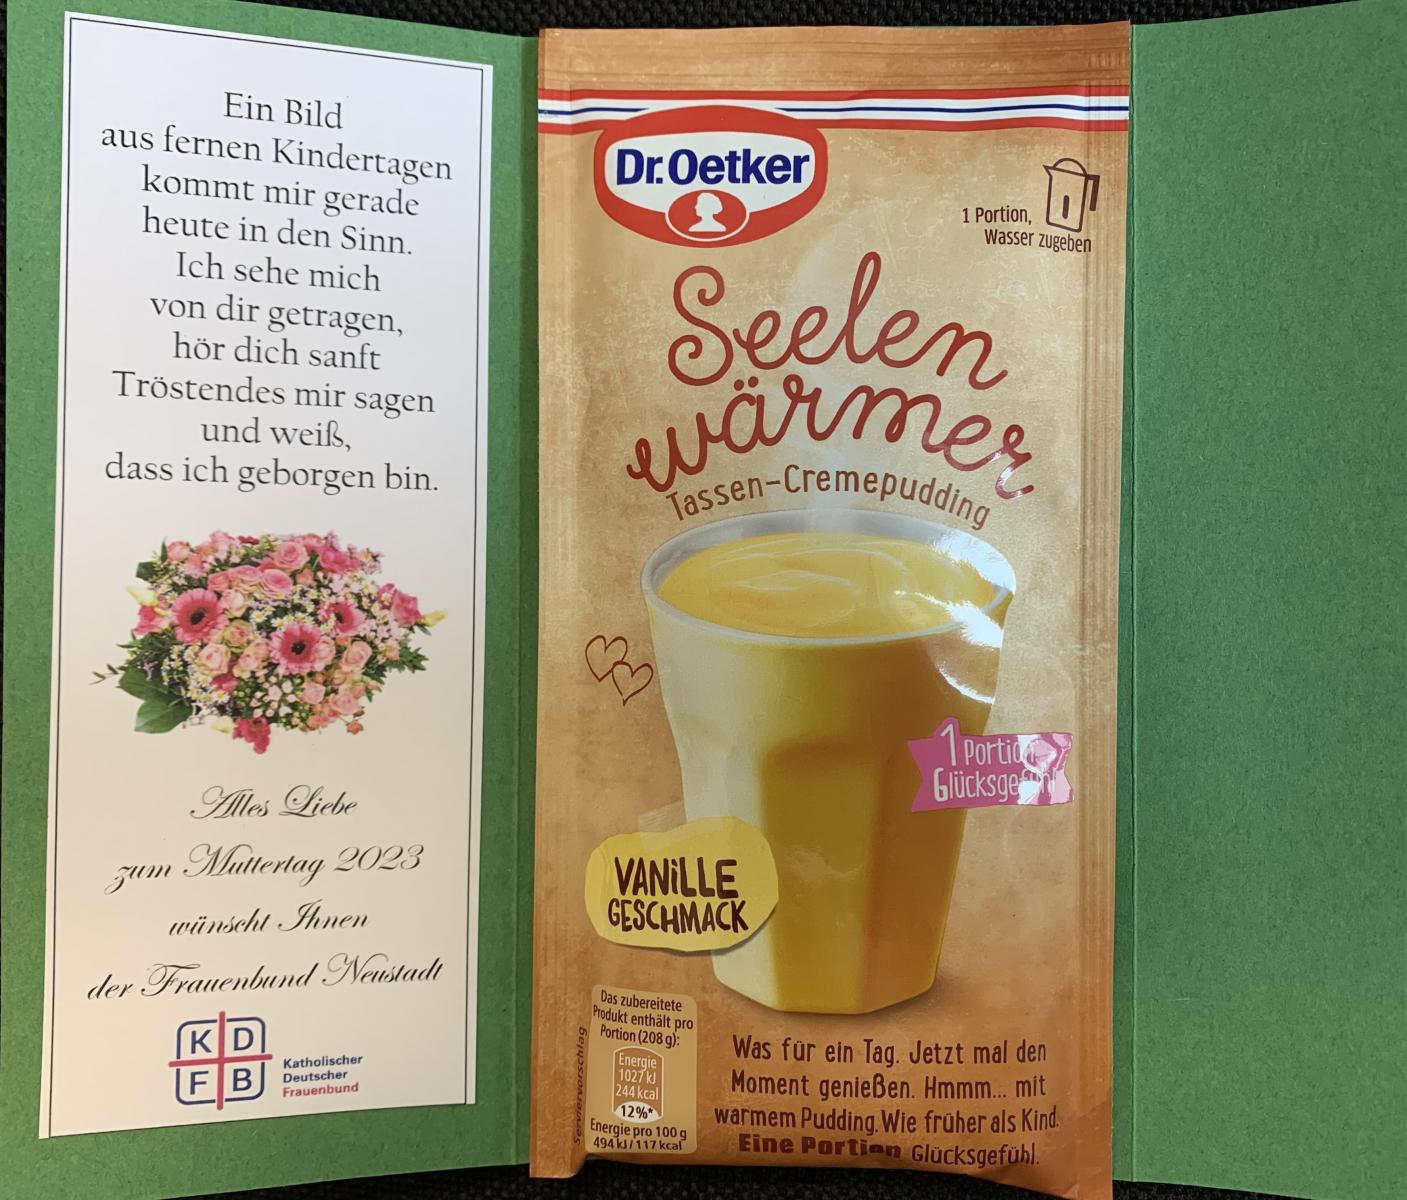 Ein Bild
aus fernen Kindertagen
kommt mir gerade
heute in den Sinn.
Ich sehe mich
von dir getragen,
hör dich sanft
Tröstendes mir sagen
und weiß,
dass ich geborgen bin.
Alles Liebe
zum Muttertag 2023
wünscht Ihnen
der Frauenbund Neustadt
K D
F B
Katholischer
Deutscher
Frauenbund
Dr. Oetker
1 Portion,
Wasser zugeben
Seelen
wärmer
Tassen-Cremepudding
1 Portion
Glücksgefühl
VANiLLE
GESCHMACK
Serviervorschlag
Das zubereitete
Produkt enthält pro
Portion (208 g):
Energie
1027 kJ
244 kcal
12%*
Energie pro 100 g
494 kJ / 117 kcal
Was für ein Tag. Jetzt mal den
Moment genießen. Hmmm... mit
warmem Pudding. Wie früher als Kind.
Eine Portion Glücksgefühl.